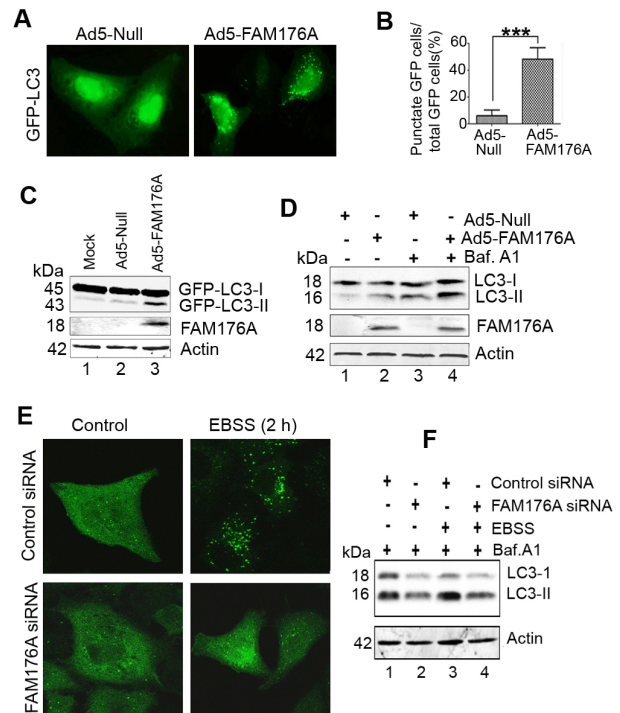 A
Ad5-Null
Ad5-FAM176A
GFP-LC3
B
Punctate GFP cells/
total GFP cells(%)
60
40
20
0
***
Ad5-
Null
Ad5-
FAM176A
C
Mock
Ad5-Null
Ad5-FAM176A
kDa
45
GFP-LC3-I
43
GFP-LC3-II
18
FAM176A
42
Actin
1 2 3
D
+ - + - Ad5-Null
- + - + Ad5-FAM176A
- - + + Baf. A1
kDa
18
LC3-I
16
LC3-II
18
FAM176A
42
Actin
1 2 3 4
E
Control
EBSS (2 h)
Control siRNA
FAM176A siRNA
F
+ - + - Control siRNA
- + - + FAM176A siRNA
- - + + EBSS
+ + + + Baf.A1
kDa
18
LC3-1
16
LC3-II
42
Actin
1 2 3 4